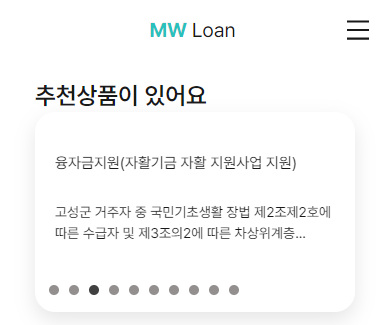 MW Loan
추천상품이 있어요
융자금지원(자활기금 자활 지원사업 지원)
고성군 거주자 중 국민기초생활 장법 제2조제2호에
따른 수급자 및 제3조의2에 따른 차상위계층...